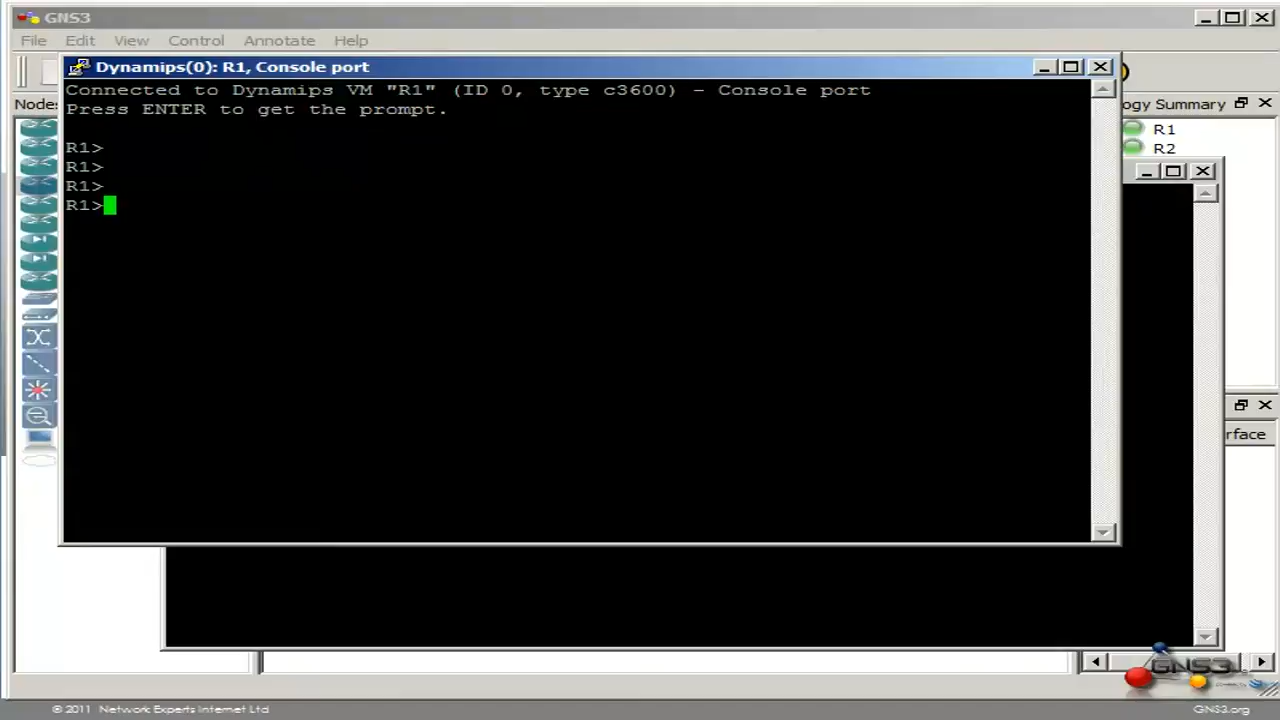 GNS3
File Edit View Control Annotate Help
Dynamips(0): R1, Console port
Connected to Dynamips VM "R1" (ID 0, type c3600) - Console port
Press ENTER to get the prompt.
R1>
R1>
R1>
R1>
Node
ogy Summary
R1
R2
rface
GNS3
© 2011 Network Experts Internet Ltd
GNS3.org